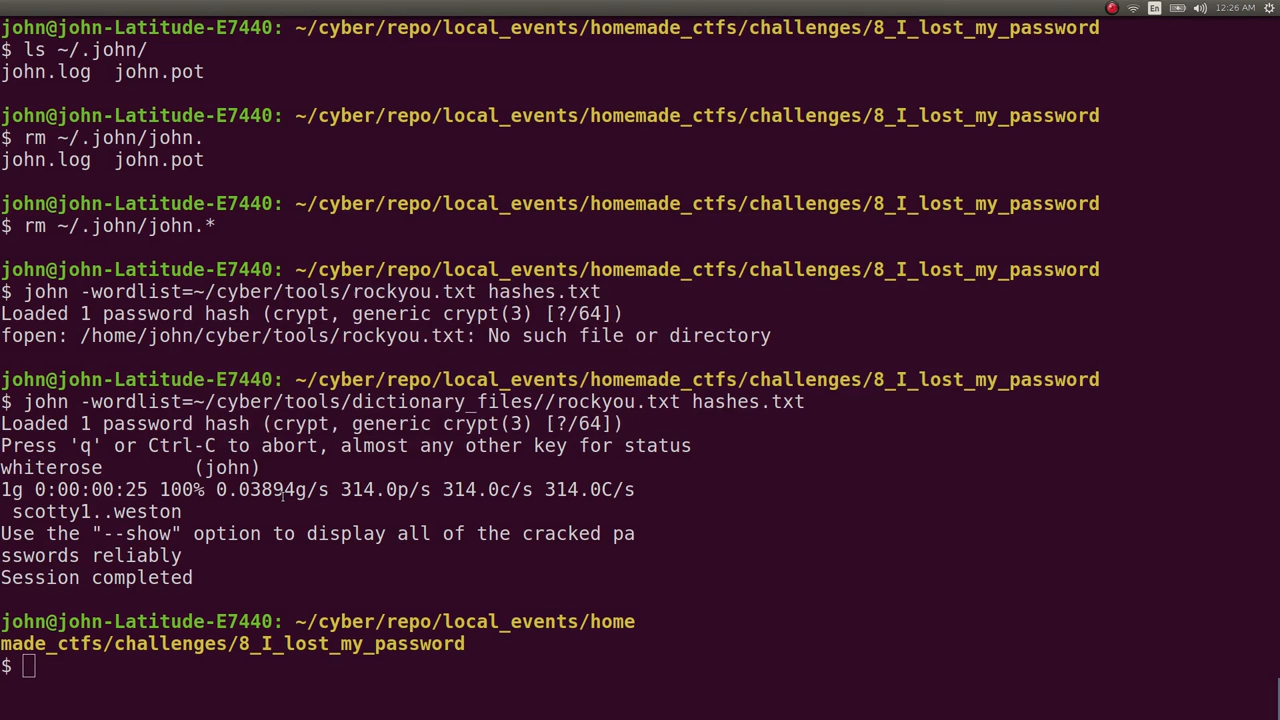 En 12:26 AM
john@john-Latitude-E7440: ~/cyber/repo/local_events/homemade_ctfs/challenges/8_I_lost_my_password
$ ls ~/.john/
john.log  john.pot
john@john-Latitude-E7440: ~/cyber/repo/local_events/homemade_ctfs/challenges/8_I_lost_my_password
$ rm ~/.john/john.
john.log  john.pot
john@john-Latitude-E7440: ~/cyber/repo/local_events/homemade_ctfs/challenges/8_I_lost_my_password
$ rm ~/.john/john.*
john@john-Latitude-E7440: ~/cyber/repo/local_events/homemade_ctfs/challenges/8_I_lost_my_password
$ john -wordlist=~/cyber/tools/rockyou.txt hashes.txt
Loaded 1 password hash (crypt, generic crypt(3) [?/64])
fopen: /home/john/cyber/tools/rockyou.txt: No such file or directory
john@john-Latitude-E7440: ~/cyber/repo/local_events/homemade_ctfs/challenges/8_I_lost_my_password
$ john -wordlist=~/cyber/tools/dictionary_files//rockyou.txt hashes.txt
Loaded 1 password hash (crypt, generic crypt(3) [?/64])
Press 'q' or Ctrl-C to abort, almost any other key for status
whiterose        (john)
1g 0:00:00:25 100% 0.03894g/s 314.0p/s 314.0c/s 314.0C/s
 scotty1..weston
Use the "--show" option to display all of the cracked pa
sswords reliably
Session completed
john@john-Latitude-E7440: ~/cyber/repo/local_events/home
made_ctfs/challenges/8_I_lost_my_password
$